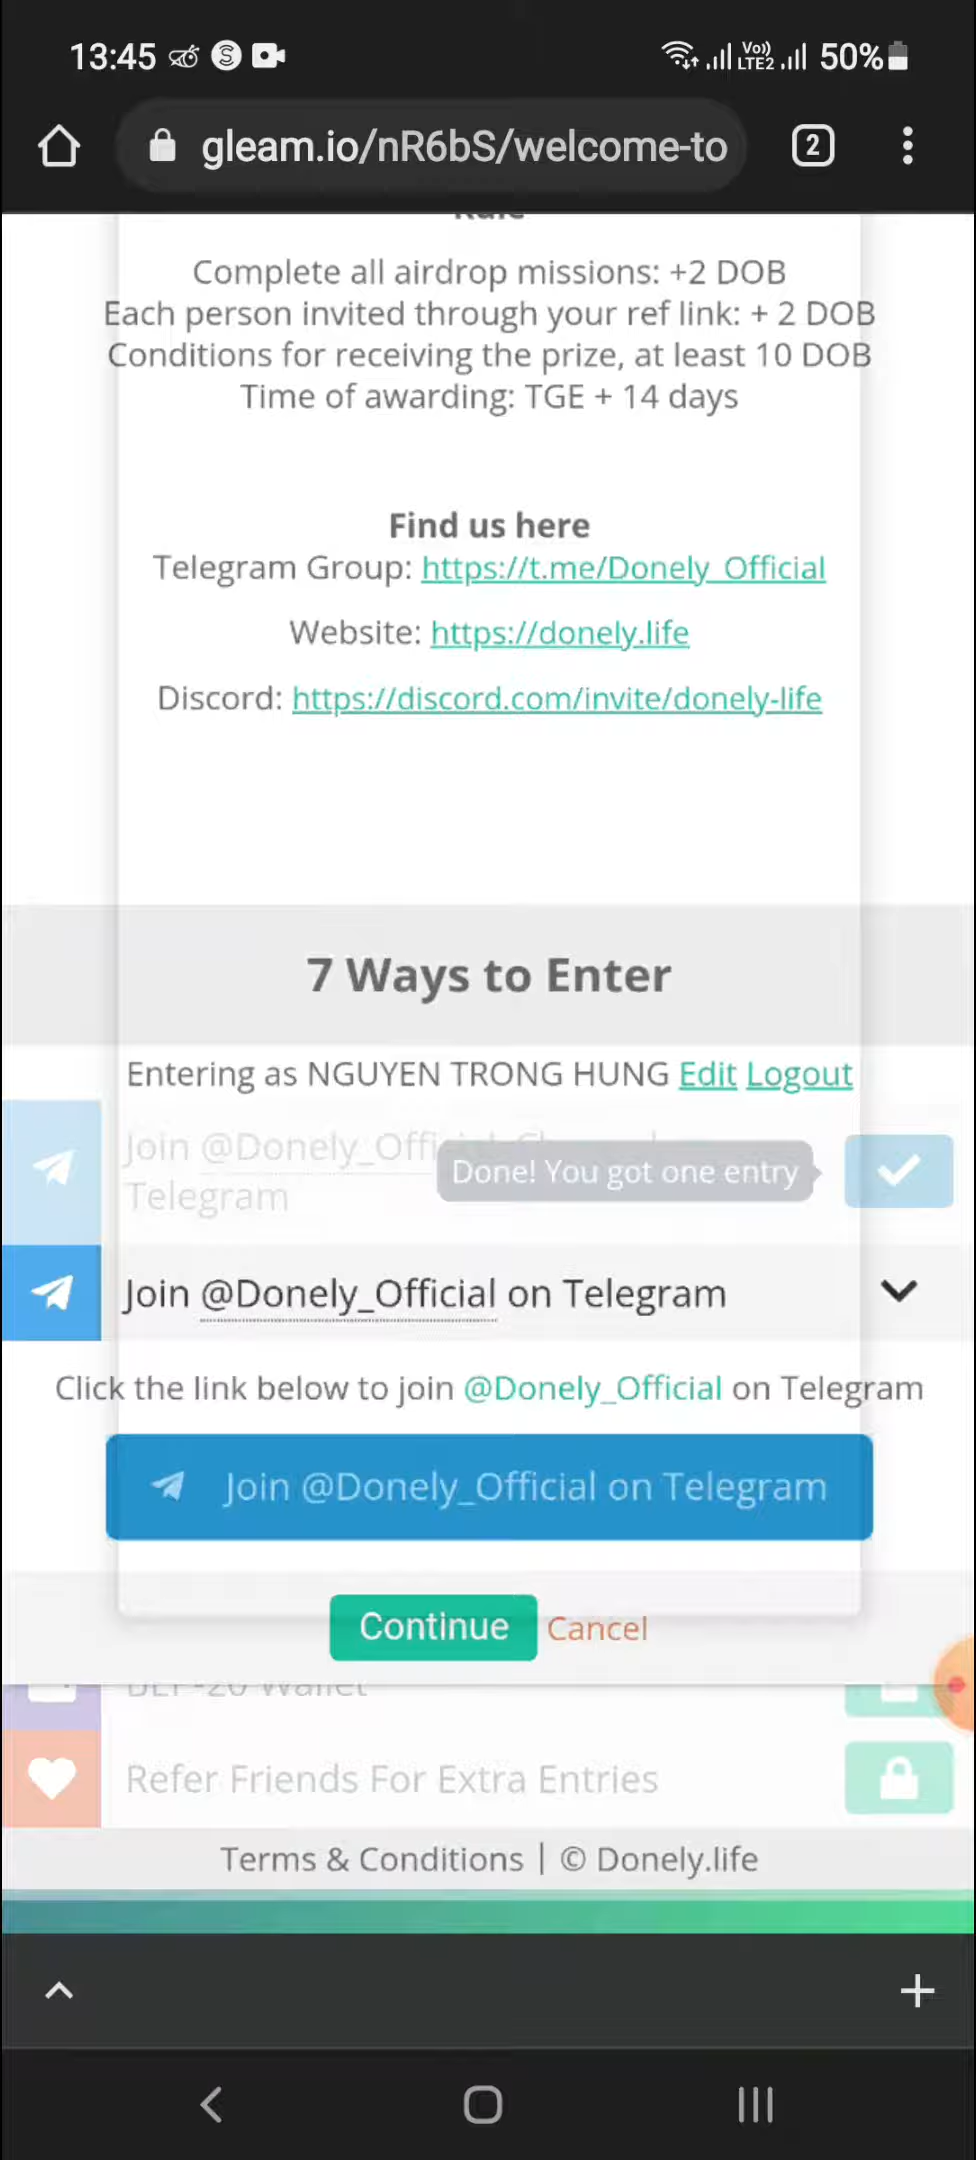 13:45
Vo)) LTE2 50%
gleam.io/nR6bS/welcome-to
2
Rule
Complete all airdrop missions: +2 DOB
Each person invited through your ref link: + 2 DOB
Conditions for receiving the prize, at least 10 DOB
Time of awarding: TGE + 14 days
Find us here
Telegram Group: https://t.me/Donely_Official
Website: https://donely.life
Discord: https://discord.com/invite/donely-life
7 Ways to Enter
Entering as NGUYEN TRONG HUNG Edit Logout
Join
Telegram
Done! You got one entry
Join @Donely_Official on Telegram
Click the link below to join @Donely_Official on Telegram
Join @Donely_Official on Telegram
Continue Cancel
Wallet
Refer Friends For Extra Entries
Terms & Conditions | © Donely.life